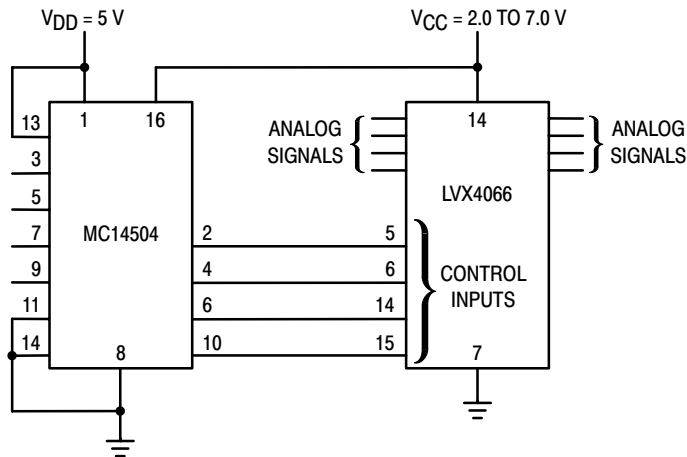 VDD = 5 V
VCC = 2.0 TO 7.0 V
13
1
16
3
5
7
9
11
14
MC14504
8
2
4
6
10
ANALOG
SIGNALS
14
ANALOG
SIGNALS
LVX4066
5
6
14
15
CONTROL
INPUTS
7